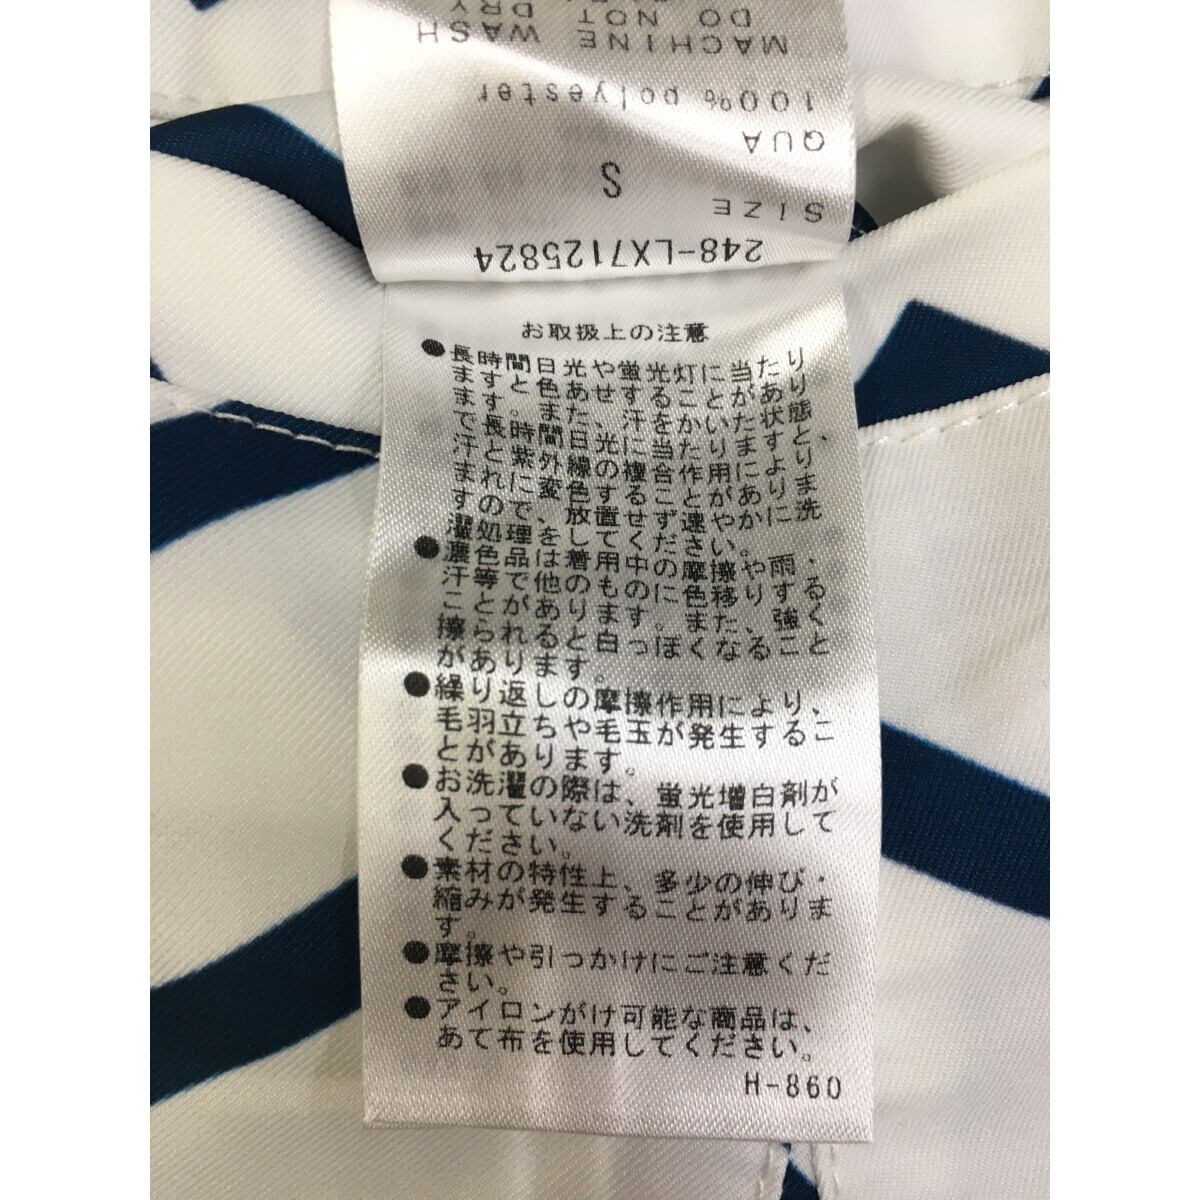 MACHINE WASH
DO NOT DRY
100% polyester
QUA
S
SIZE
248-LX7125824
お取扱上の注意
●長時間日光や蛍光灯に当たり
ますと色あせすることがあり
ます。また、汗をかいた状態
で長時間日光に当たりますと、
汗と紫外線の複合作用により
まれに変色することがありま
すので、放置せず速やかに洗
濯処理をしてください。
●濃色品は着用中の摩擦や雨・
汗等で他のものに色移りする
ことがあります。また、強く
擦られると白っぽくなること
があります。
●繰り返しの摩擦作用により、
毛羽立ちや毛玉が発生するこ
とがあります。
●お洗濯の際は、蛍光増白剤が
入っていない洗剤を使用して
ください。
●素材の特性上、多少の伸び・
縮みが発生することがありま
す。
●摩擦や引っかけにご注意くだ
さい。
●アイロンがけ可能な商品は、
あて布を使用してください。
H-860